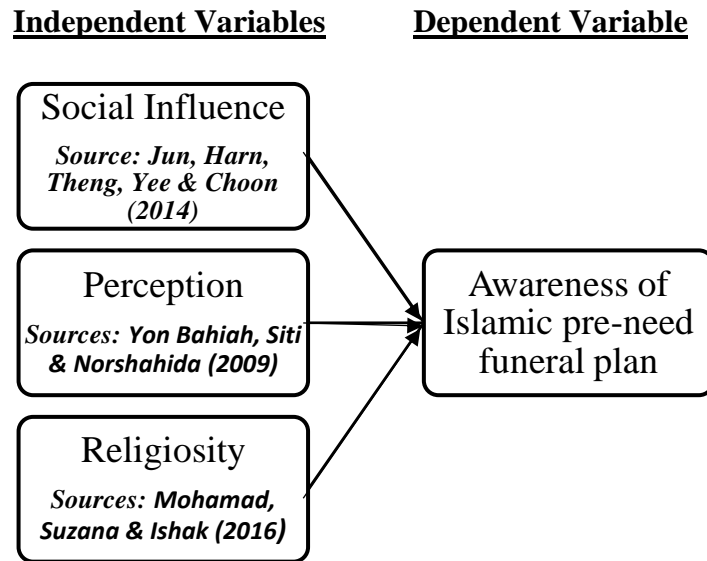 Independent Variables
Dependent Variable
Social Influence
Source: Jun, Harn,
Theng, Yee & Choon
(2014)
Perception
Sources: Yon Bahiah, Siti
& Norshahida (2009)
Religiosity
Sources: Mohamad,
Suzana & Ishak (2016)
Awareness of
Islamic pre-need
funeral plan